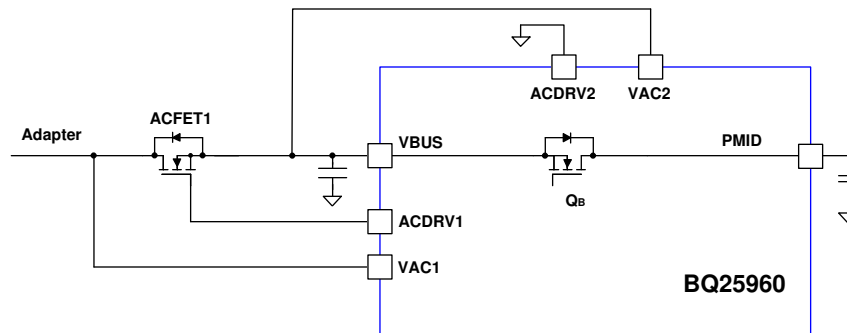 ACDRV2
VAC2
Adapter
ACFET1
VBUS
PMID
QB
ACDRV1
VAC1
BQ25960